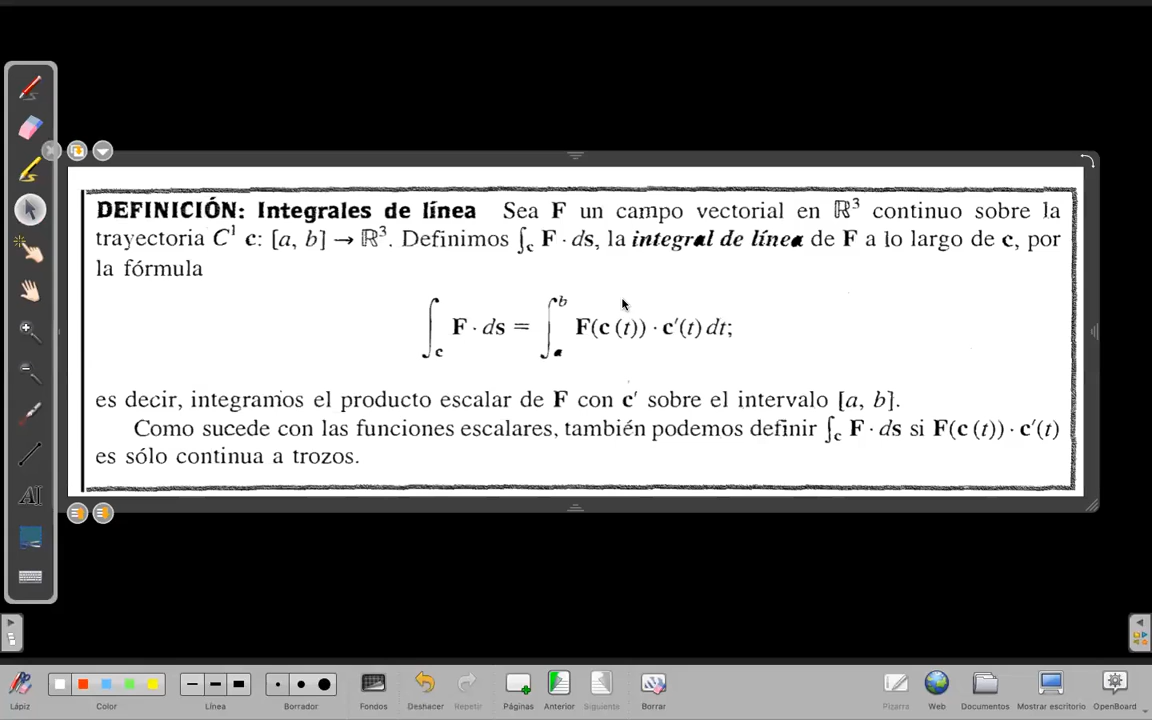 DEFINICIÓN: Integrales de línea Sea F un campo vectorial en ℝ³ continuo sobre la
trayectoria C¹ c: [a, b] → ℝ³. Definimos ∫c F · ds, la integral de línea de F a lo largo de c, por
la fórmula
∫c F · ds = ∫a^b F(c (t)) · c′(t) dt;
es decir, integramos el producto escalar de F con c′ sobre el intervalo [a, b].
Como sucede con las funciones escalares, también podemos definir ∫c F · ds si F(c (t)) · c′(t)
es sólo continua a trozos.
AI
Lápiz Color Línea Borrador Fondos Deshacer Repetir Páginas Anterior Siguiente Borrar Pizarra Web Documentos Mostrar escritorio OpenBoard